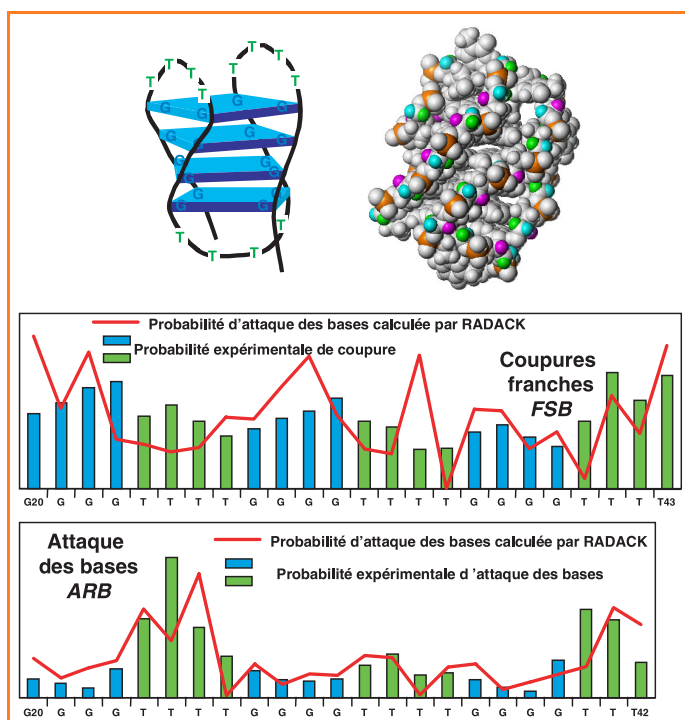 T T T T
T T T T
G G G
G G
G G G
G G
T T T T
Probabilité d'attaque des bases calculée par RADACK
Probabilité expérimentale de coupure
Coupures
franches
FSB
G20 G G G T T T T G G G G T T T T G G G G T T T T43
Attaque
des bases
ARB
Probabilité d'attaque des bases calculée par RADACK
Probabilité expérimentale d 'attaque des bases
G20 G G G T T T T G G G G T T T T G G G G T T T42